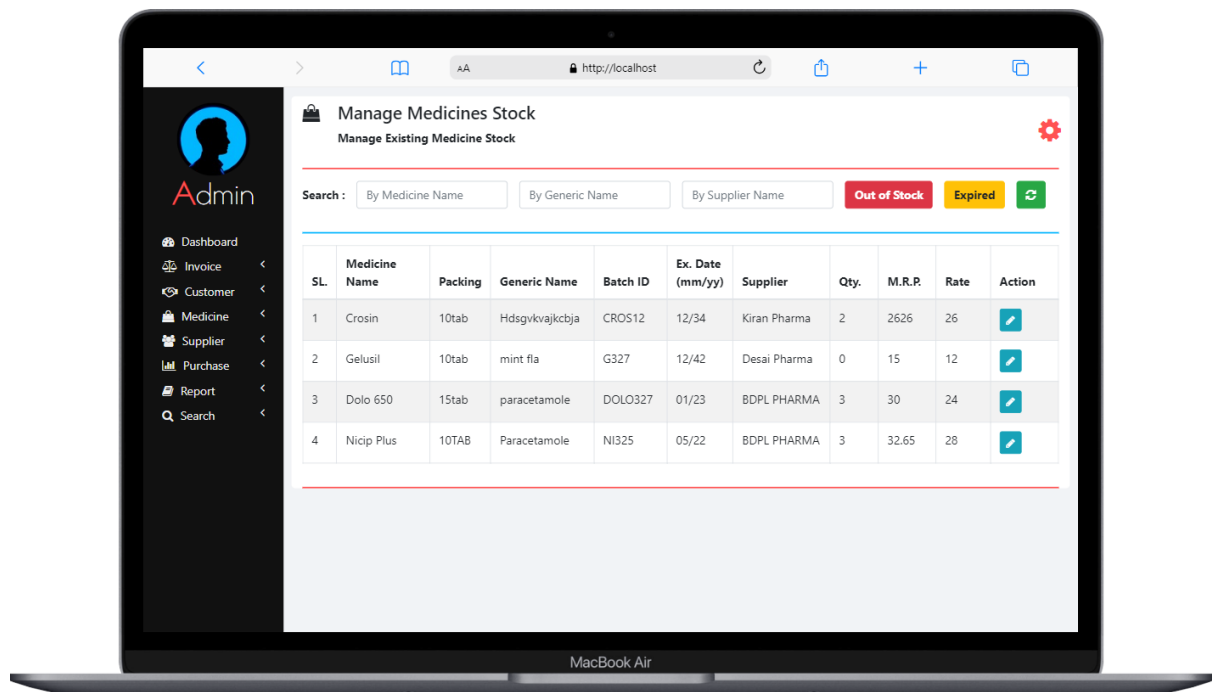 AA http://localhost
Admin
Dashboard
Invoice
Customer
Medicine
Supplier
Purchase
Report
Search
Manage Medicines Stock
Manage Existing Medicine Stock
Search : By Medicine Name By Generic Name By Supplier Name Out of Stock Expired
SL. Medicine Name Packing Generic Name Batch ID Ex. Date (mm/yy) Supplier Qty. M.R.P. Rate Action
1 Crosin 10tab Hdsgvkvajkcbja CROS12 12/34 Kiran Pharma 2 2626 26
2 Gelusil 10tab mint fla G327 12/42 Desai Pharma 0 15 12
3 Dolo 650 15tab paracetamole DOLO327 01/23 BDPL PHARMA 3 30 24
4 Nicip Plus 10TAB Paracetamole NI325 05/22 BDPL PHARMA 3 32.65 28
MacBook Air